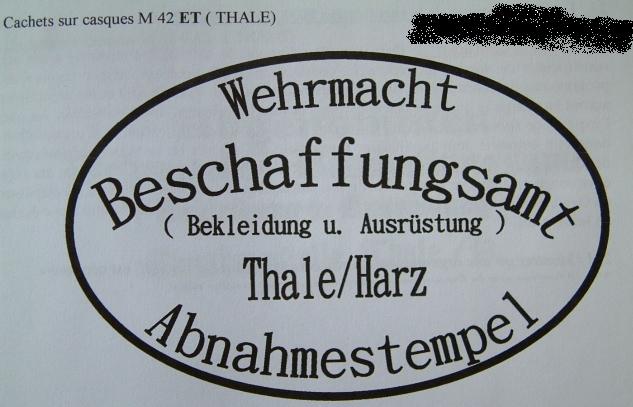 Cachets sur casques M 42 ET ( THALE)
Wehrmacht
Beschaffungsamt
( Bekleidung u. Ausrüstung )
Thale/Harz
Abnahmestempel